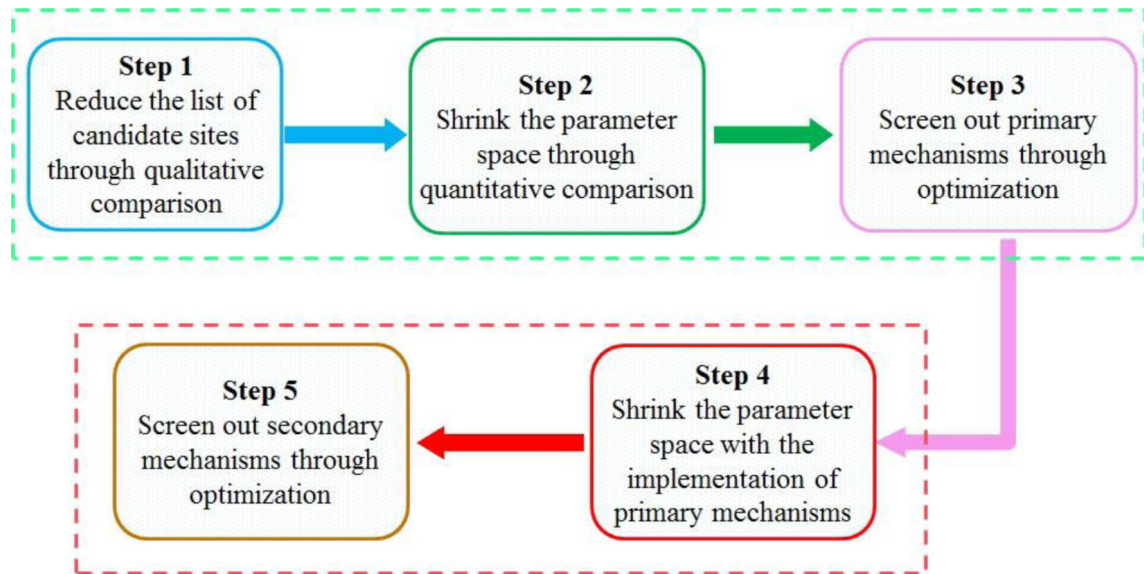 Step 1
Reduce the list of
candidate sites
through qualitative
comparison
Step 2
Shrink the parameter
space through
quantitative comparison
Step 3
Screen out primary
mechanisms through
optimization
Step 4
Shrink the parameter
space with the
implementation of
primary mechanisms
Step 5
Screen out secondary
mechanisms through
optimization